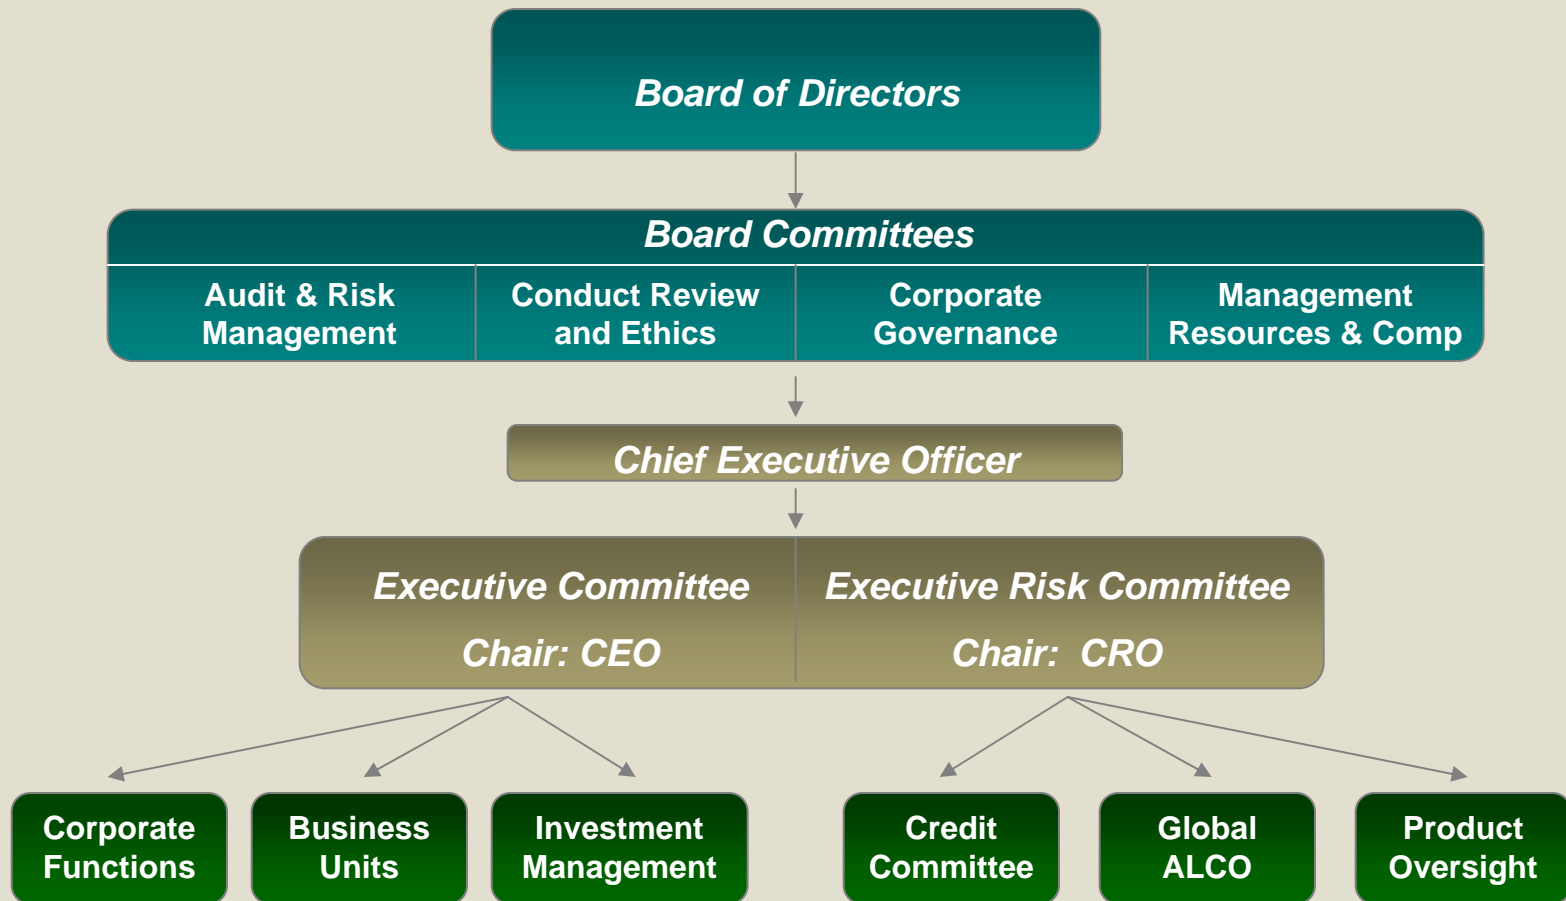 Board of Directors
Board Committees
Audit & Risk
Management
Conduct Review
and Ethics
Corporate
Governance
Management
Resources & Comp
Chief Executive Officer
Executive Committee
Chair: CEO
Executive Risk Committee
Chair: CRO
Corporate
Functions
Business
Units
Investment
Management
Credit
Committee
Global
ALCO
Product
Oversight